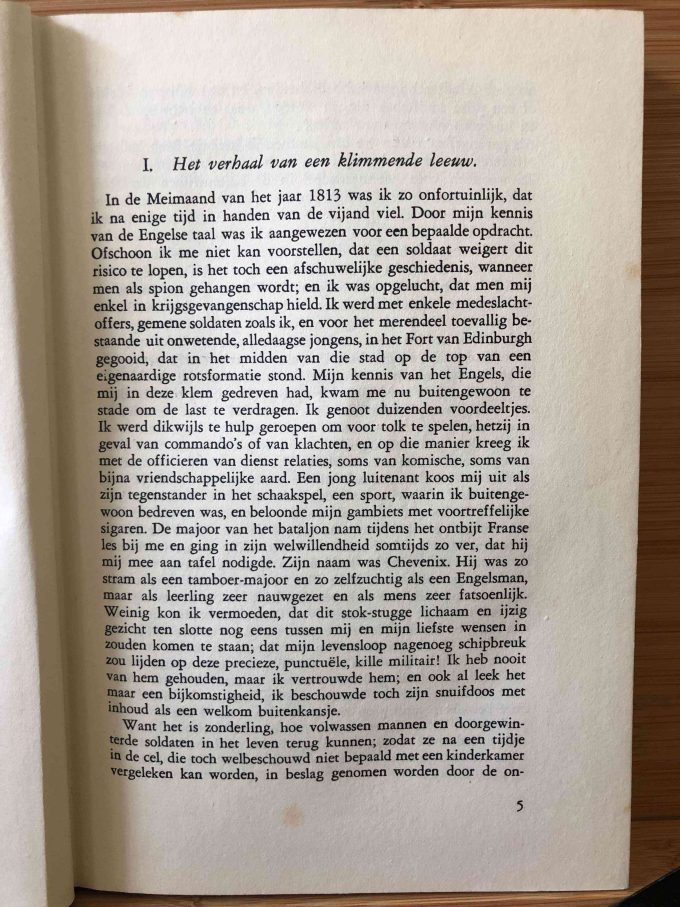 I. Het verhaal van een klimmende leeuw.
In de Meimaand van het jaar 1813 was ik zo onfortuinlijk, dat
ik na enige tijd in handen van de vijand viel. Door mijn kennis
van de Engelse taal was ik aangewezen voor een bepaalde opdracht.
Ofschoon ik me niet kan voorstellen, dat een soldaat weigert dit
risico te lopen, is het toch een afschuwelijke geschiedenis, wanneer
men als spion gehangen wordt; en ik was opgelucht, dat men mij
enkel in krijgsgevangenschap hield. Ik werd met enkele medeslacht-
offers, gemene soldaten zoals ik, en voor het merendeel toevallig be-
staande uit onwetende, alledaagse jongens, in het Fort van Edinburgh
gegooid, dat in het midden van die stad op de top van een
eigenaardige rotsformatie stond. Mijn kennis van het Engels, die
mij in deze klem gedreven had, kwam me nu buitengewoon te
stade om de last te verdragen. Ik genoot duizenden voordeeltjes.
Ik werd dikwijls te hulp geroepen om voor tolk te spelen, hetzij in
geval van commando's of van klachten, en op die manier kreeg ik
met de officieren van dienst relaties, soms van komische, soms van
bijna vriendschappelijke aard. Een jong luitenant koos mij uit als
zijn tegenstander in het schaakspel, een sport, waarin ik buitenge-
woon bedreven was, en beloonde mijn gambiets met voortreffelijke
sigaren. De majoor van het bataljon nam tijdens het ontbijt Franse
les bij me en ging in zijn welwillendheid somtijds zo ver, dat hij
mij mee aan tafel nodigde. Zijn naam was Chevenix. Hij was zo
stram als een tamboer-majoor en zo zelfzuchtig als een Engelsman,
maar als leerling zeer nauwgezet en als mens zeer fatsoenlijk.
Weinig kon ik vermoeden, dat dit stok-stugge lichaam en ijzig
gezicht ten slotte nog eens tussen mij en mijn liefste wensen in
zouden komen te staan; dat mijn levensloop nagenoeg schipbreuk
zou lijden op deze precieze, punctuële, kille militair! Ik heb nooit
van hem gehouden, maar ik vertrouwde hem; en ook al leek het
maar een bijkomstigheid, ik beschouwde toch zijn snuifdoos met
inhoud als een welkom buitenkansje.
Want het is zonderling, hoe volwassen mannen en doorgewin-
terde soldaten in het leven terug kunnen; zodat ze na een tijdje
in de cel, die toch welbeschouwd niet bepaald met een kinderkamer
vergeleken kan worden, in beslag genomen worden door de on-
5